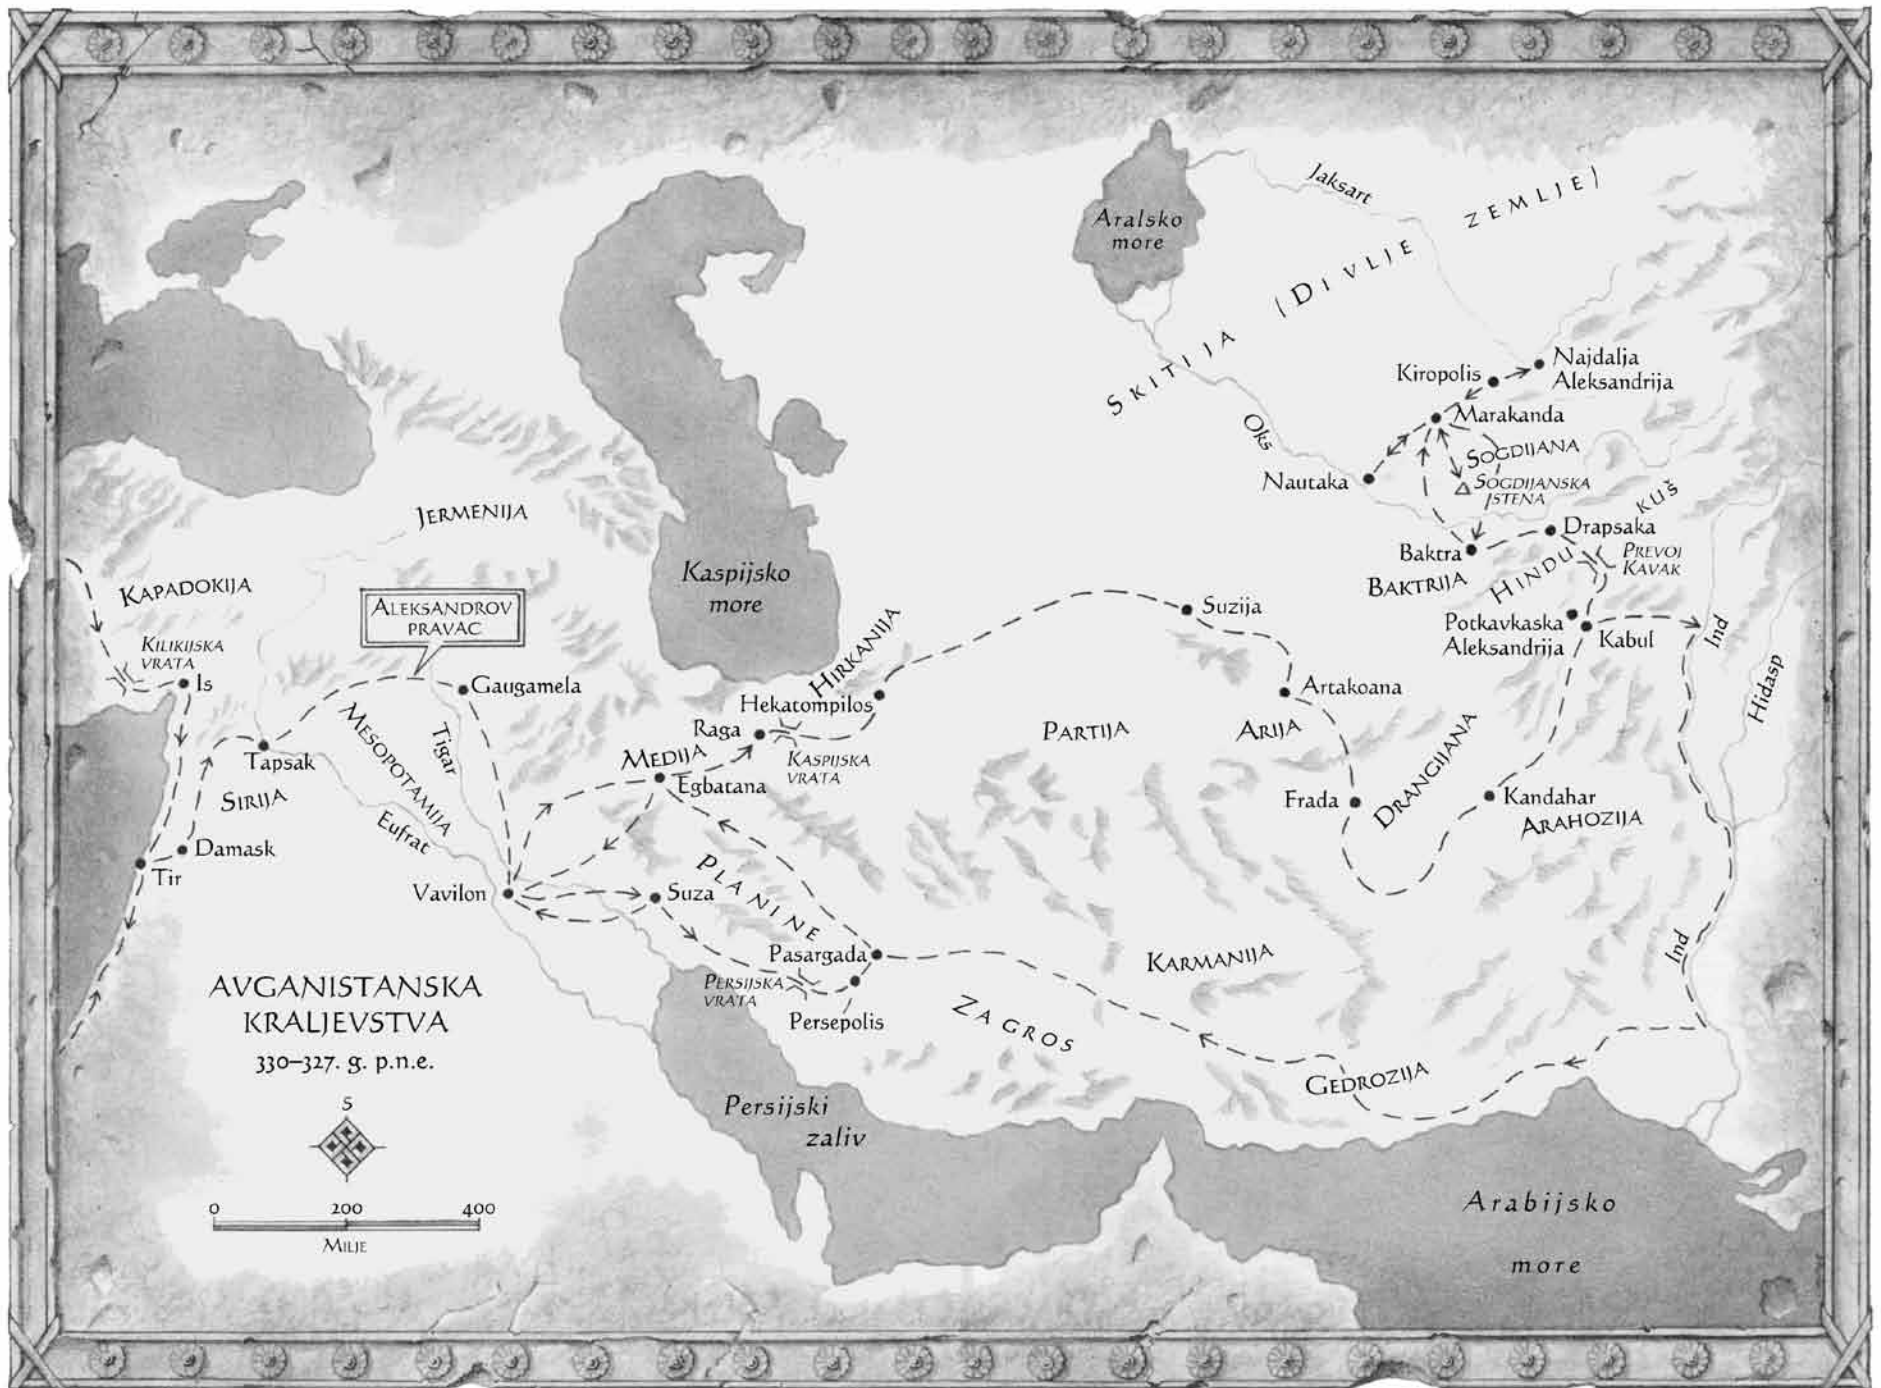 Aralsko
more
Jaksart
SKITIJA (DIVLJE ZEMLJE)
Oks
Najdalja
Aleksandrija
Kiropolis
Marakanda
SOGDIJANA
SOGDIJANSKA
Nautaka
Drapsaka
Baktra
BAKTRIJA
HINDU KUŠ
PREVOJ
KAVAK
Potkavkaska
Aleksandrija
Kabul
Ind
Hidasp
JERMENIJA
KAPADOKIJA
ALEKSANDROV
PRAVAC
KILIKIJSKA
VRATA
Is
Gaugamela
Kaspijsko
more
HIRKANIJA
Suzija
Hekatompilos
Raga
KASPIJSKA
VRATA
MEDIJA
Egbatana
PARTIJA
Artakoana
ARIJA
Frada
DRANGIJANA
Kandahar
ARAHOZIJA
Tapsak
MESOPOTAMIJA
Tigar
SIRIJA
Eufrat
Damask
Tir
Vavilon
Suza
PLANINE
Pasargada
PERSIJSKA
VRATA
Persepolis
ZAGROS
KARMANIJA
Ind
GEDROZIJA
AVGANISTANSKA
KRALJEVSTVA
330–327. g. p.n.e.
S
0 200 400
MILJE
Persijski
zaliv
Arabijsko
more